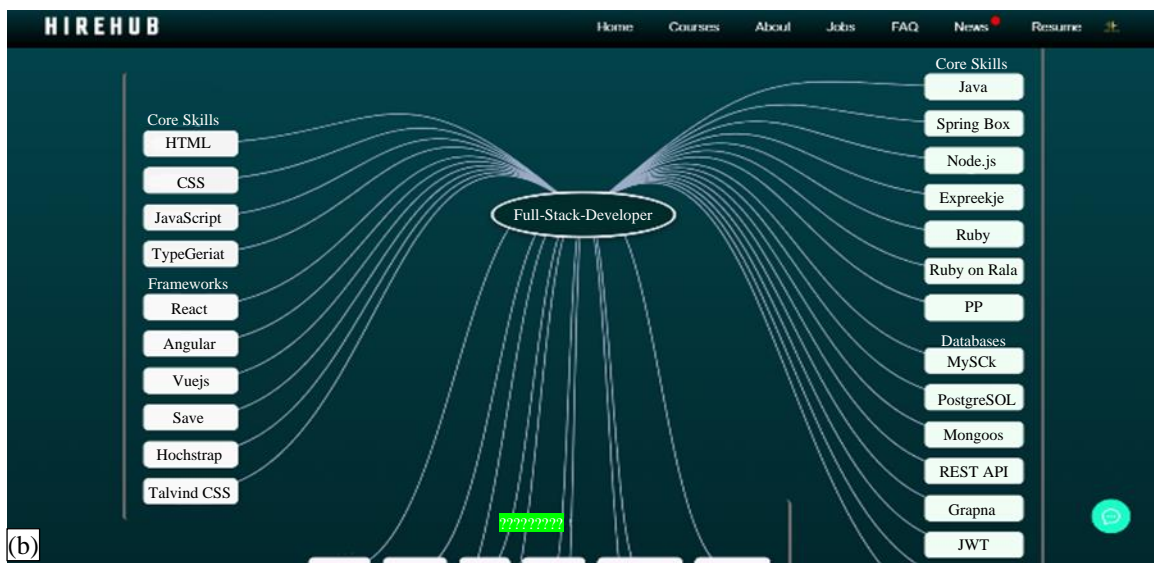 HIREHUB
Home Courses About Jobs FAQ News Resume
Core Skills
HTML
CSS
JavaScript
TypeGeriat
Frameworks
React
Angular
Vuejs
Save
Hochstrap
Talvind CSS
Full-Stack-Developer
Core Skills
Java
Spring Box
Node.js
Expreekje
Ruby
Ruby on Rala
PP
Databases
MySCk
PostgreSOL
Mongoos
REST API
Grapna
JWT
?????????
(b)